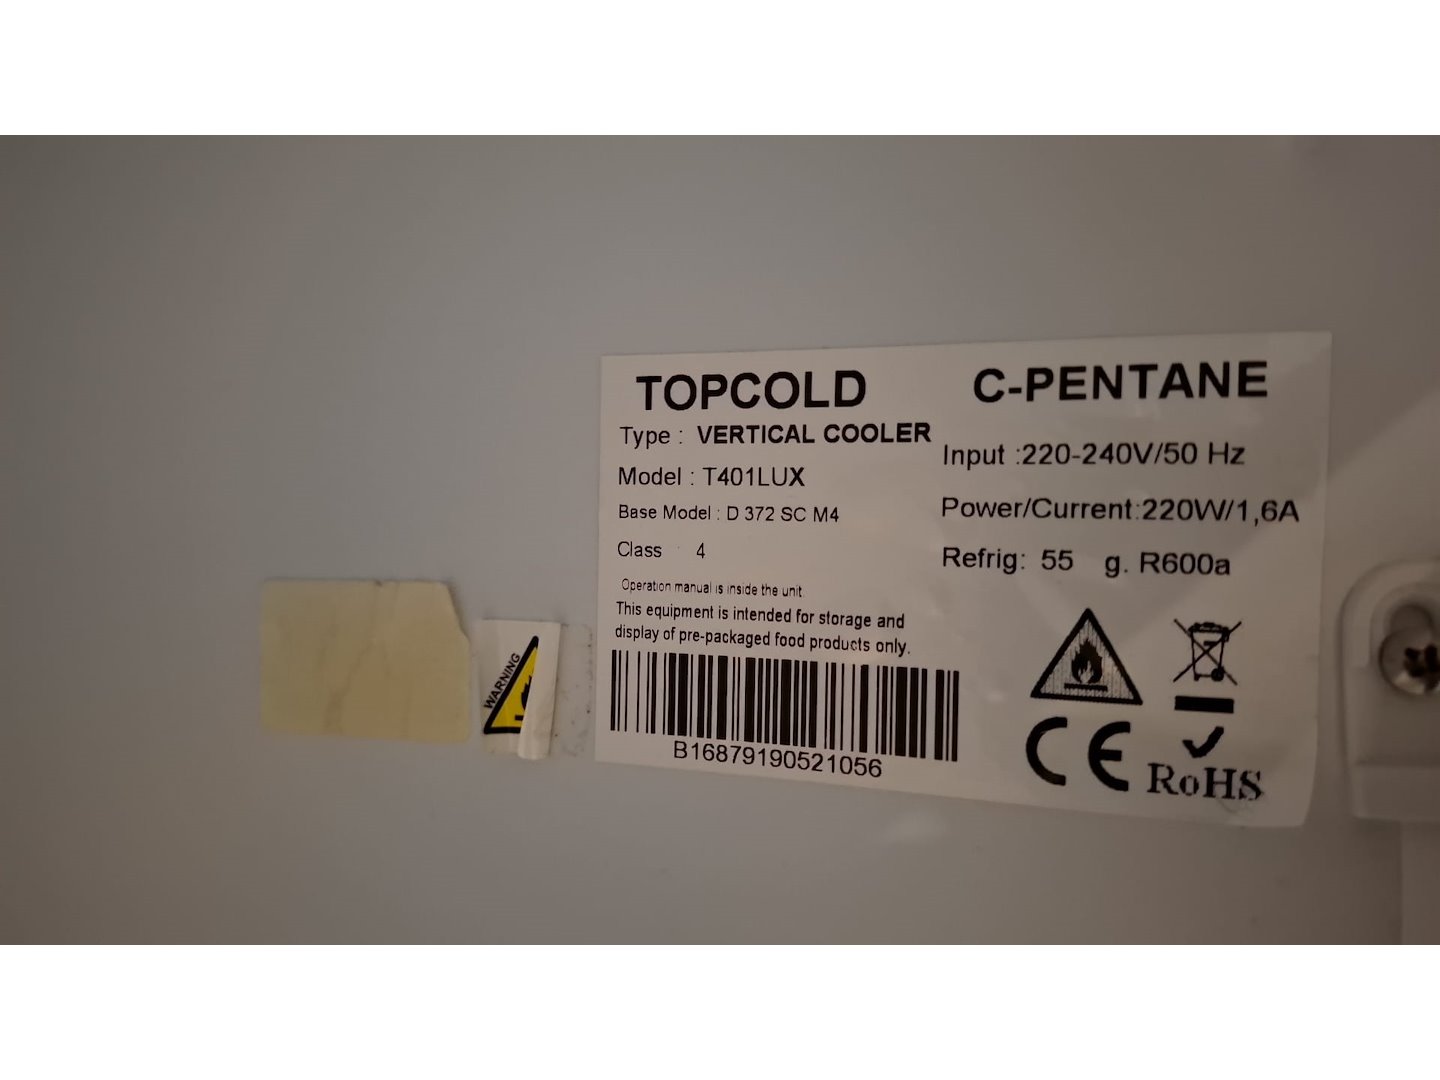 TOPCOLD
Type : VERTICAL COOLER
Model : T401LUX
Base Model : D 372 SC M4
Class : 4
Operation manual is inside the unit
This equipment is intended for storage and
display of pre-packaged food products only.
B16879190521056
C-PENTANE
Input :220-240V/50 Hz
Power/Current:220W/1,6A
Refrig: 55 g. R600a
CE
RoHS
WARNING